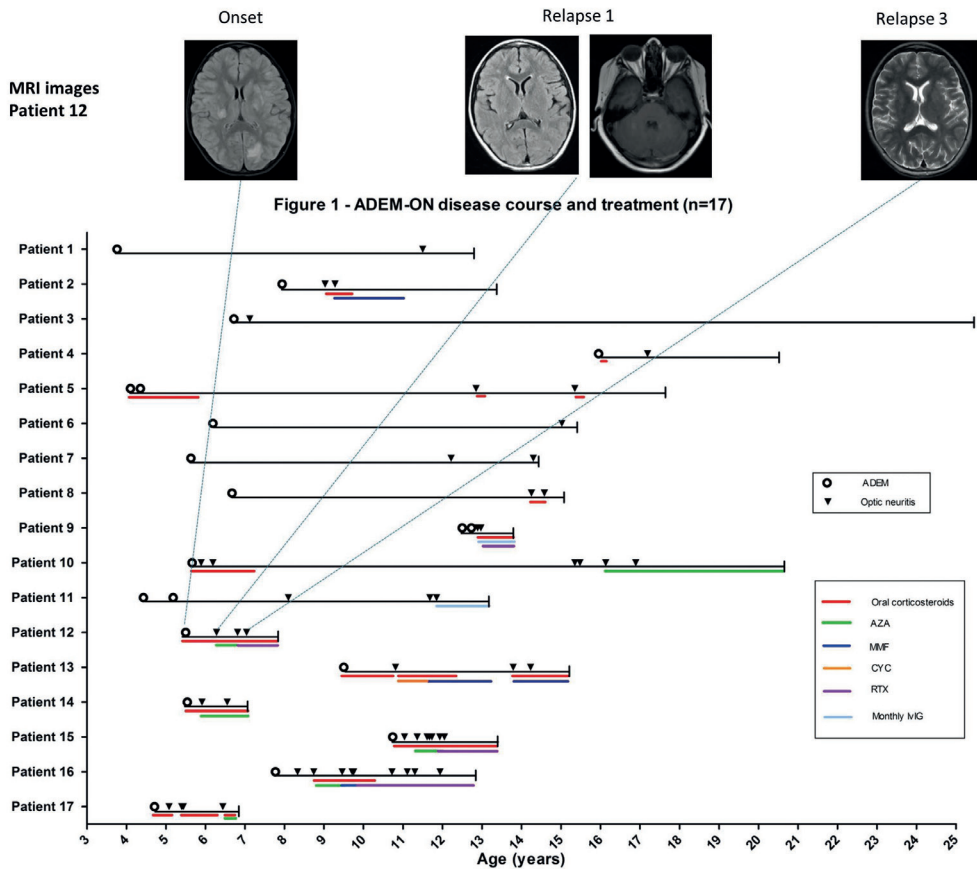 Onset
Relapse 1
Relapse 3
MRI images
Patient 12
Figure 1 - ADEM-ON disease course and treatment (n=17)
Patient 1
Patient 2
Patient 3
Patient 4
Patient 5
Patient 6
Patient 7
Patient 8
Patient 9
Patient 10
Patient 11
Patient 12
Patient 13
Patient 14
Patient 15
Patient 16
Patient 17
ADEM
Optic neuritis
Oral corticosteroids
AZA
MMF
CYC
RTX
Monthly IvIG
3 4 5 6 7 8 9 10 11 12 13 14 15 16 17 18 19 20 21 22 23 24 25
Age (years)